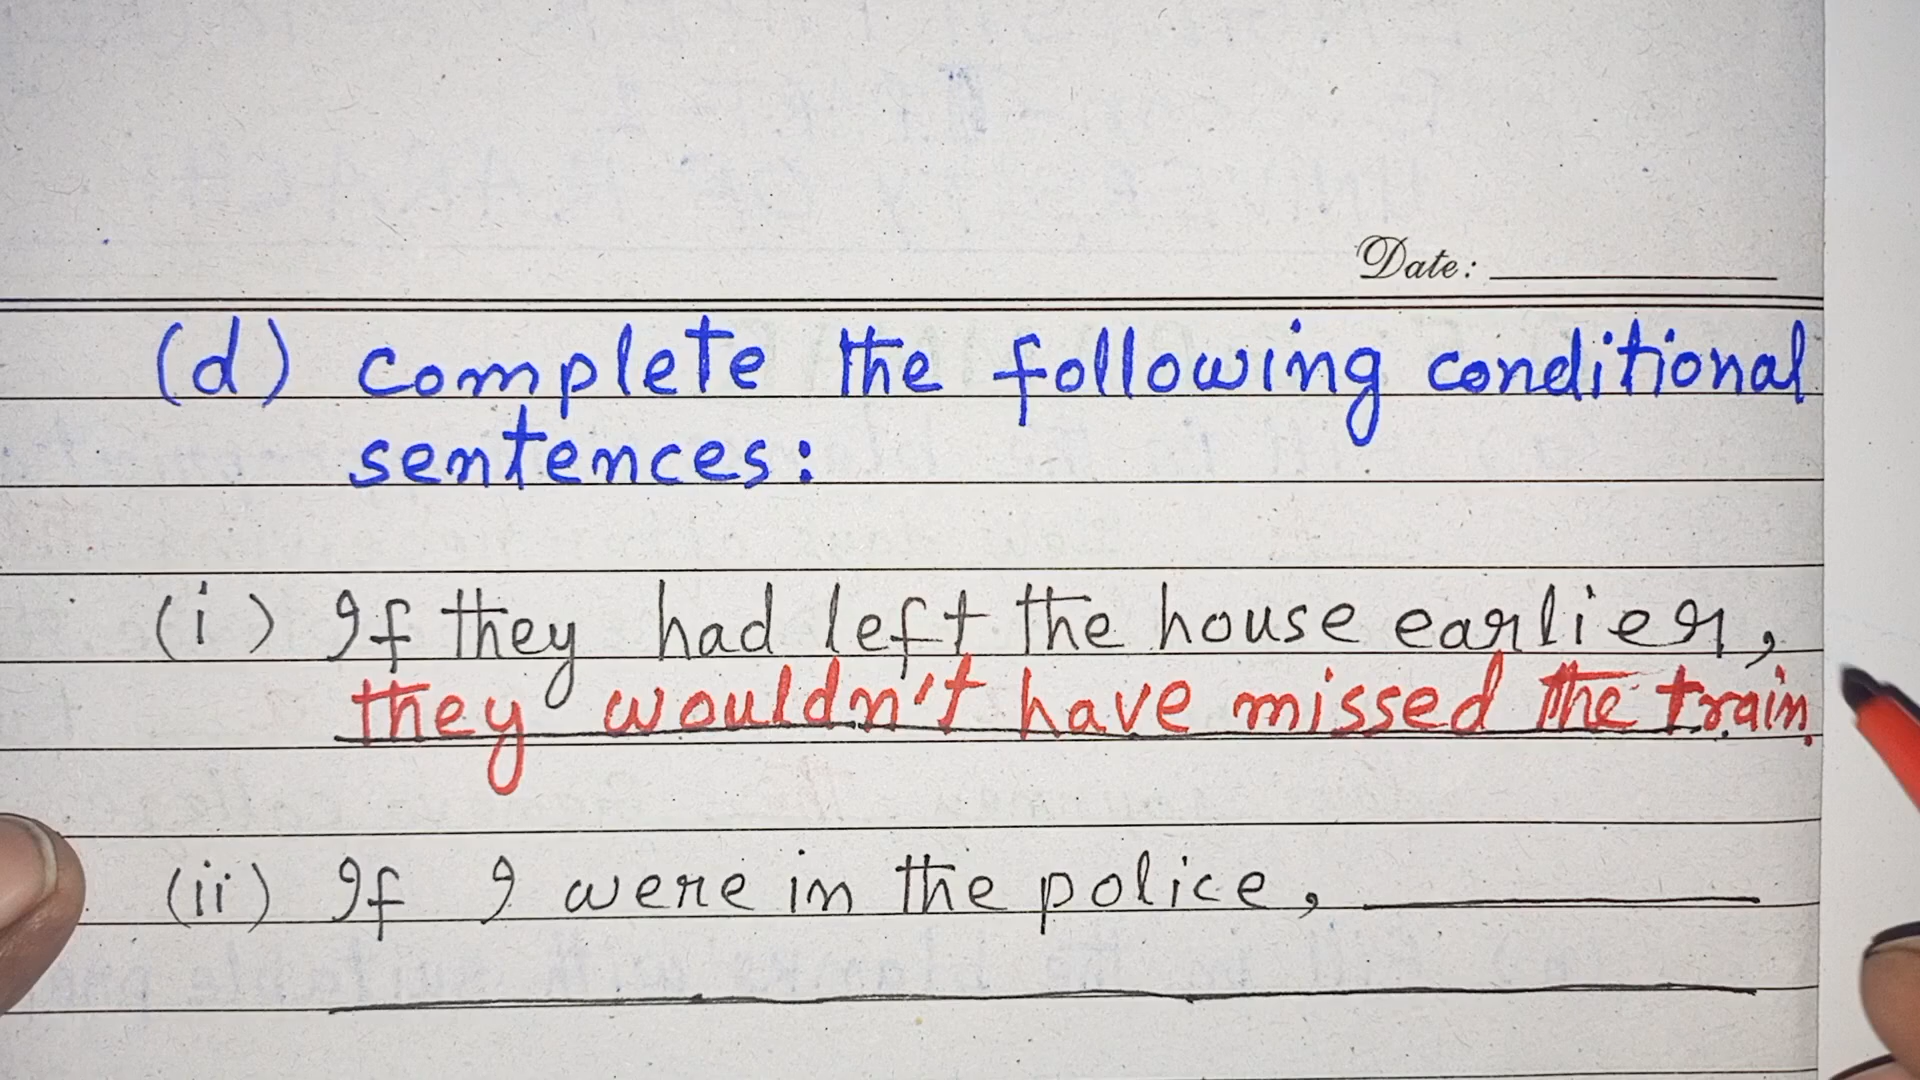 Date:
(d) complete the following conditional
sentences:
(i) If they had left the house earlier,
they wouldn't have missed the train.
(ii) If I were in the police,